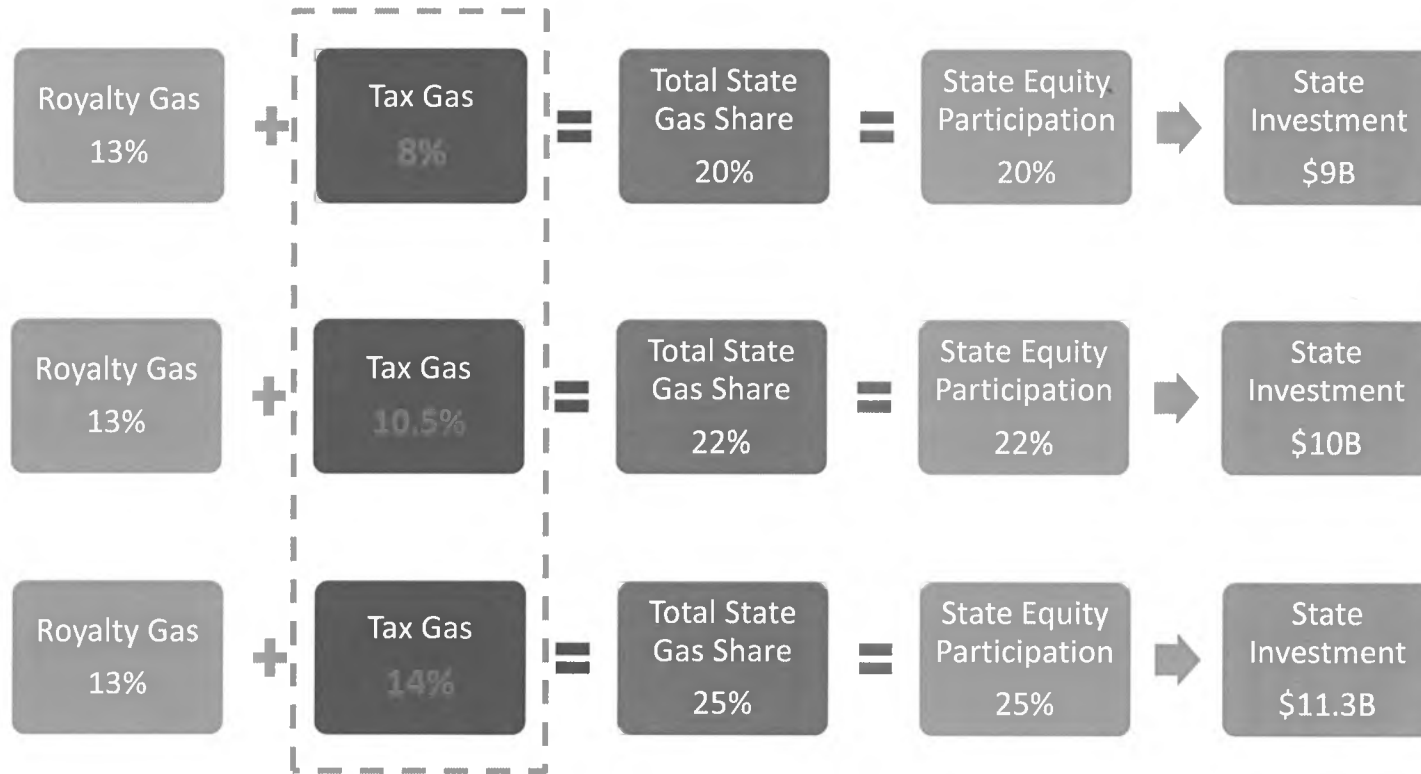 Royalty Gas
13%
+
Tax Gas
8%
=
Total State
Gas Share
20%
=
State Equity
Participation
20%
State
Investment
$9B
Royalty Gas
13%
+
Tax Gas
10.5%
=
Total State
Gas Share
22%
=
State Equity
Participation
22%
State
Investment
$10B
Royalty Gas
13%
+
Tax Gas
14%
=
Total State
Gas Share
25%
=
State Equity
Participation
25%
State
Investment
$11.3B